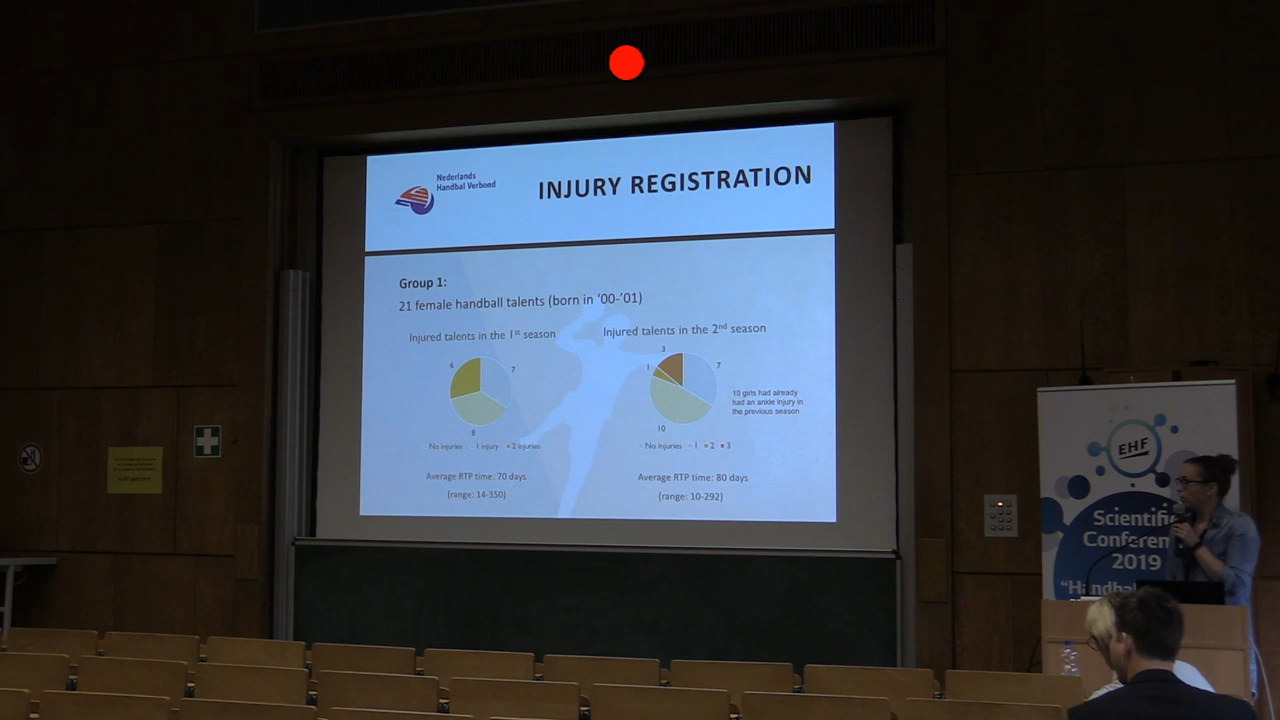 Nederlands
Handbal Verbond
INJURY REGISTRATION
Group 1:
21 female handball talents (born in ‘00-’01)
Injured talents in the 1st season
6
7
8
No injuries 1 injury 2 injuries
Average RTP time: 70 days
(range: 14-350)
Injured talents in the 2nd season
3
1
7
10
10 girls had already
had an ankle injury in
the previous season
No injuries 1 2 3
Average RTP time: 80 days
(range: 10-292)
EHF
Scientific
Conferen
2019
"Handba